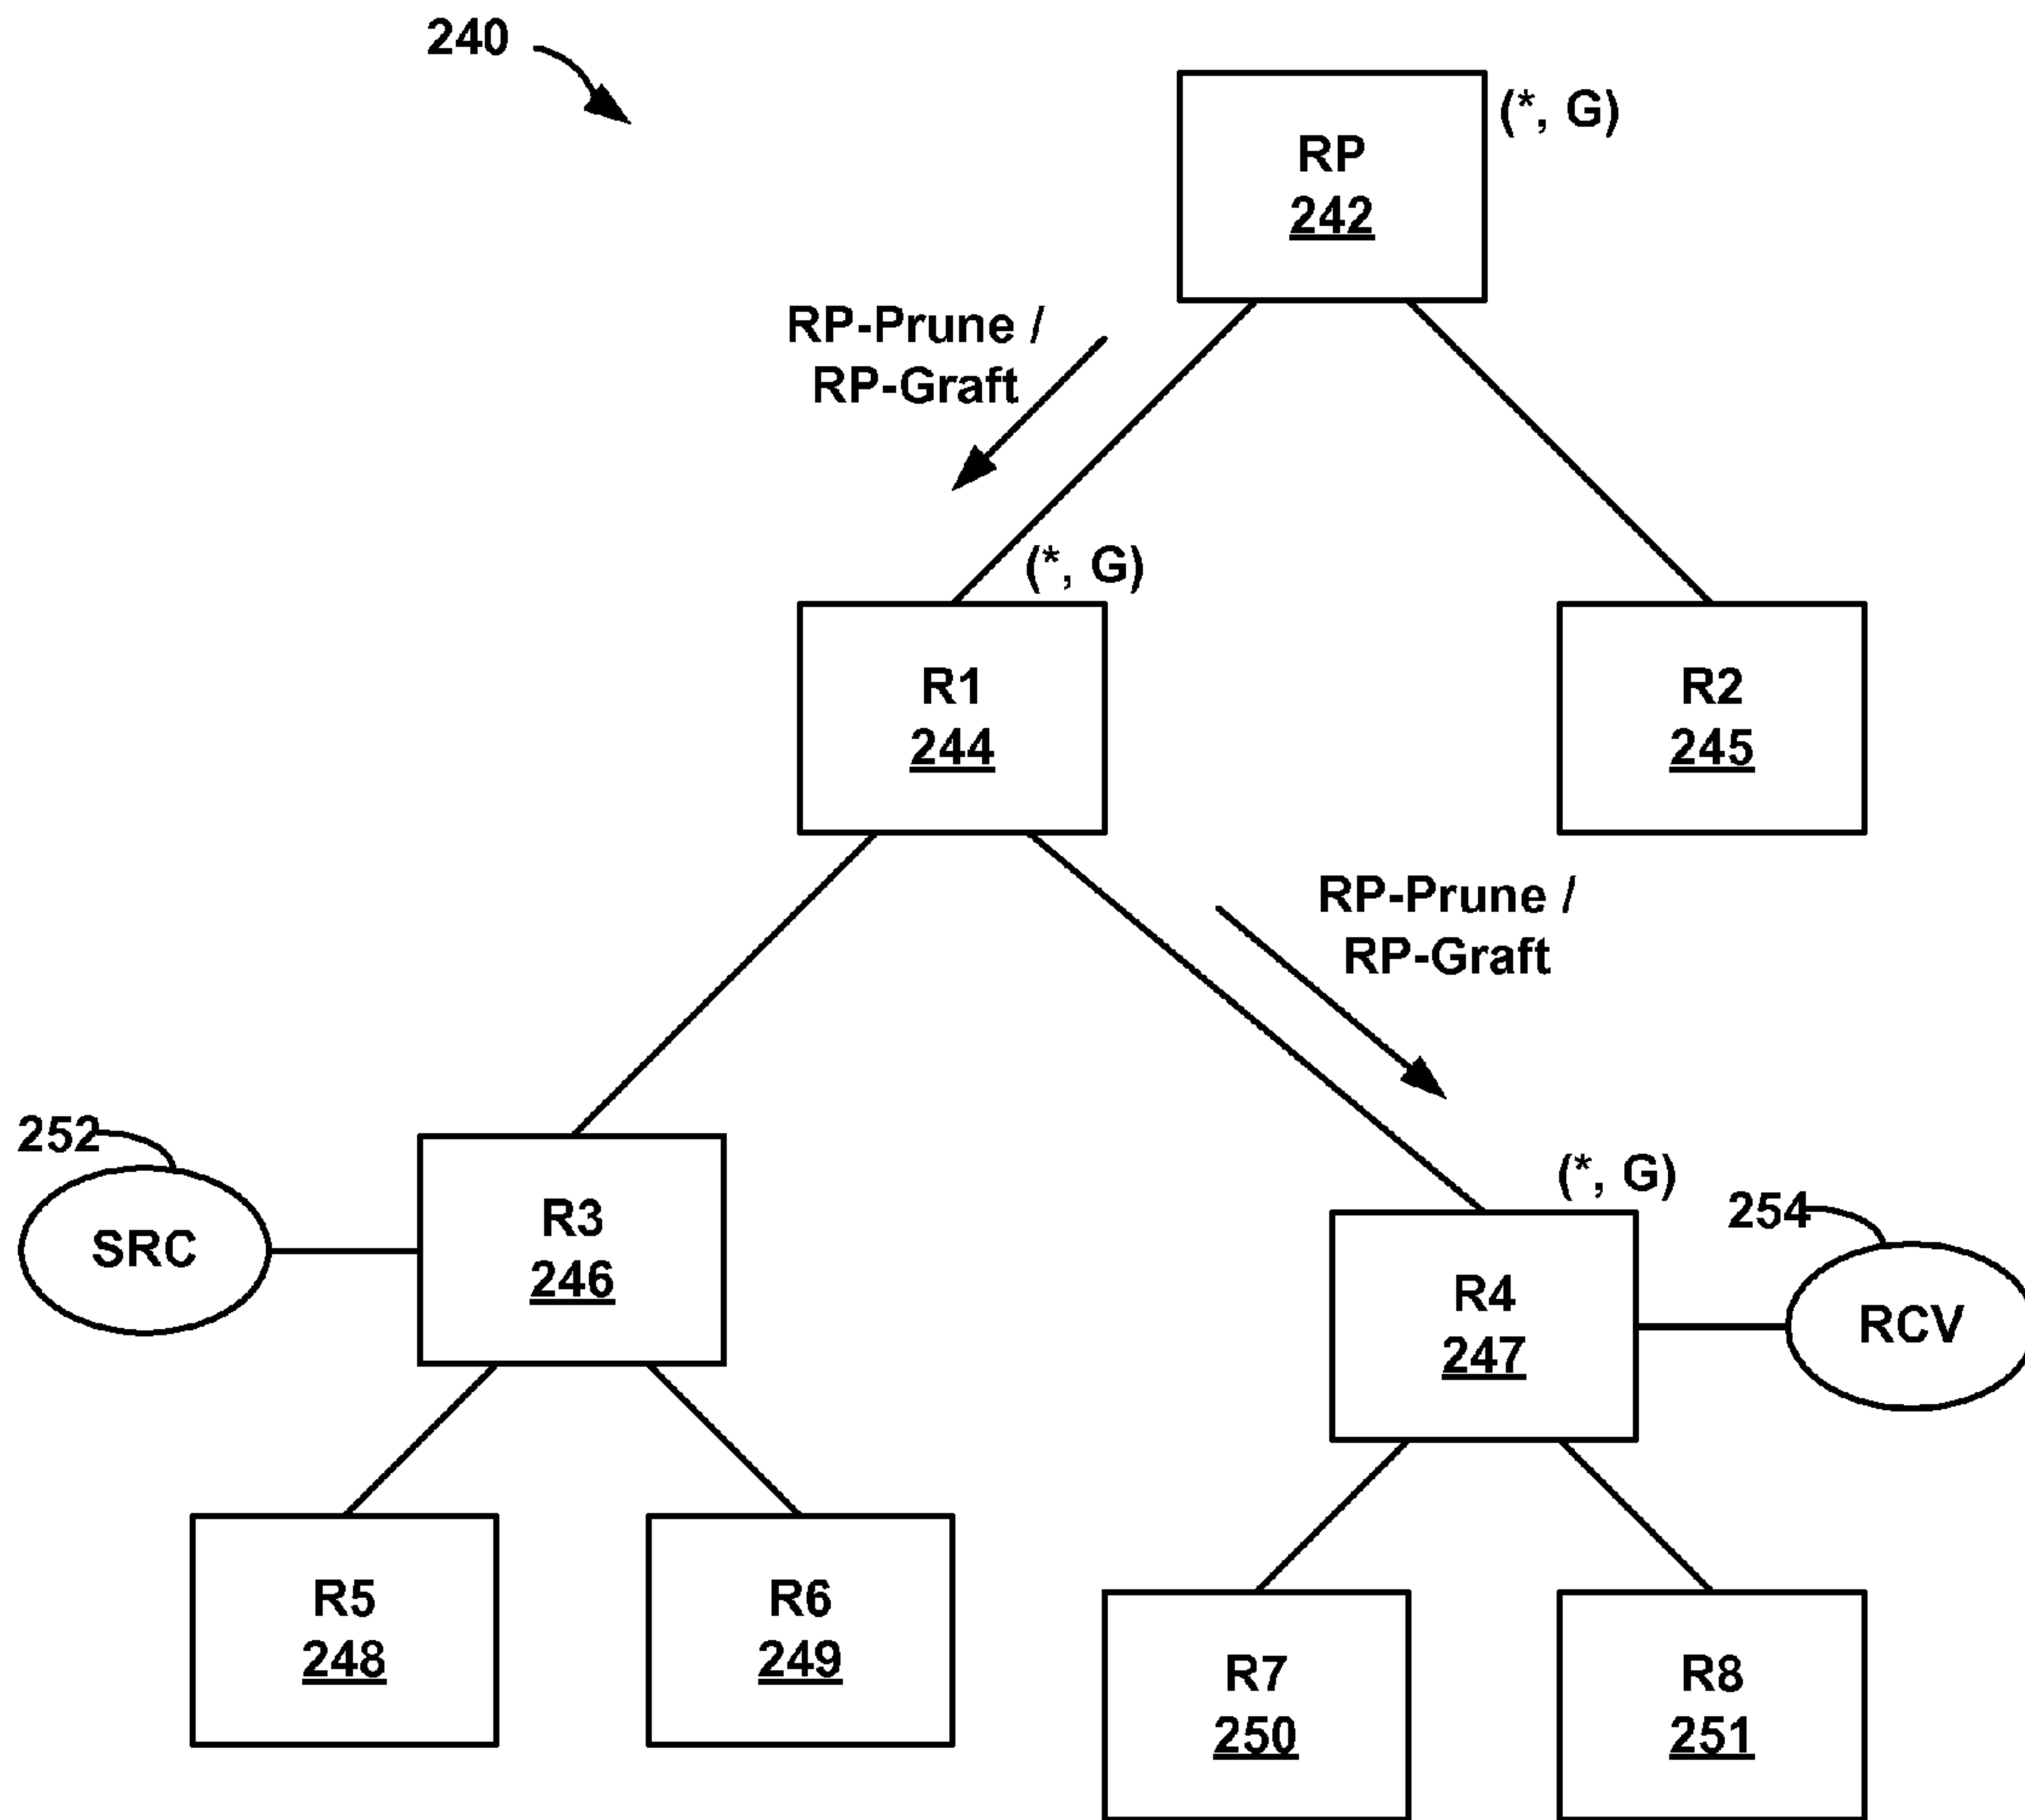 240
(*, G)
RP
242
RP-Prune /
RP-Graft
(*, G)
R1
244
R2
245
RP-Prune /
RP-Graft
252
SRC
R3
246
(*, G)
254
R4
247
RCV
R5
248
R6
249
R7
250
R8
251